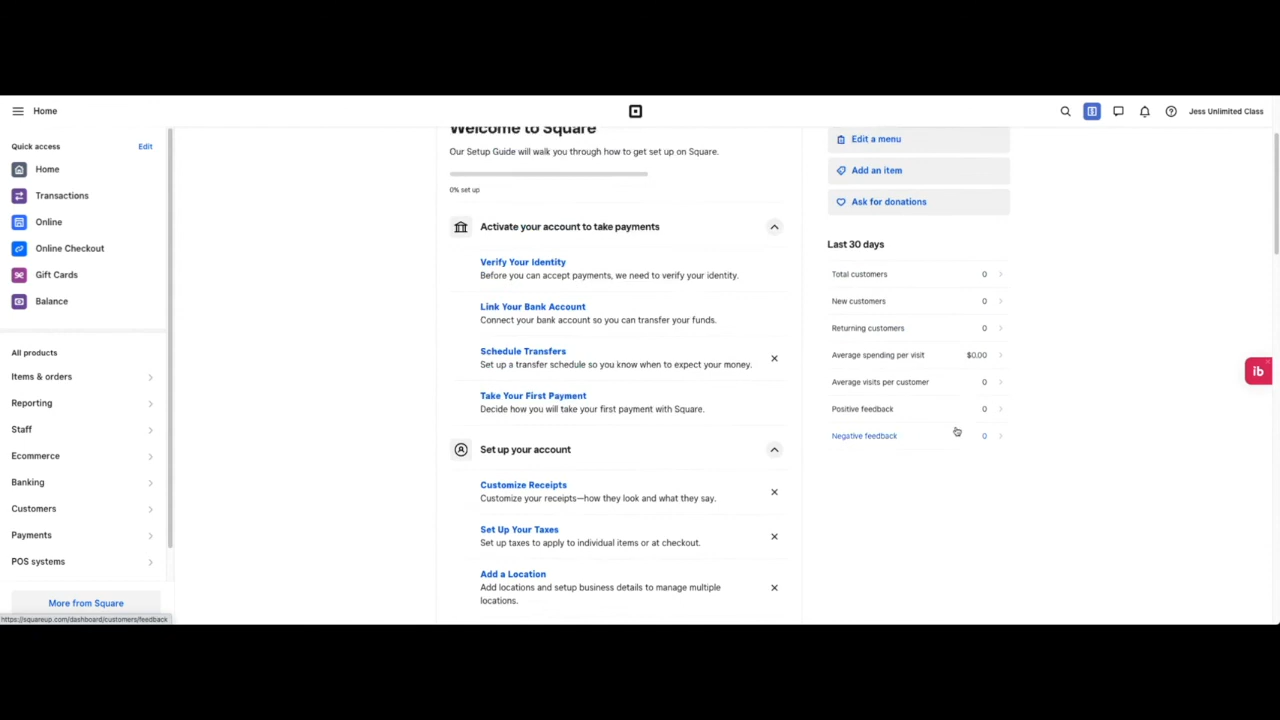 Home
Jess Unlimited Class
Quick access
Edit
Home
Transactions
Online
Online Checkout
Gift Cards
Balance
All products
Items & orders
Reporting
Staff
Ecommerce
Banking
Customers
Payments
POS systems
More from Square
https://squareup.com/dashboard/customers/feedback
Welcome to Square
Our Setup Guide will walk you through how to get set up on Square.
0% set up
Activate your account to take payments
Verify Your Identity
Before you can accept payments, we need to verify your identity.
Link Your Bank Account
Connect your bank account so you can transfer your funds.
Schedule Transfers
Set up a transfer schedule so you know when to expect your money.
Take Your First Payment
Decide how you will take your first payment with Square.
Set up your account
Customize Receipts
Customize your receipts—how they look and what they say.
Set Up Your Taxes
Set up taxes to apply to individual items or at checkout.
Add a Location
Add locations and setup business details to manage multiple
locations.
Edit a menu
Add an item
Ask for donations
Last 30 days
Total customers 0
New customers 0
Returning customers 0
Average spending per visit $0.00
Average visits per customer 0
Positive feedback 0
Negative feedback 0
ib